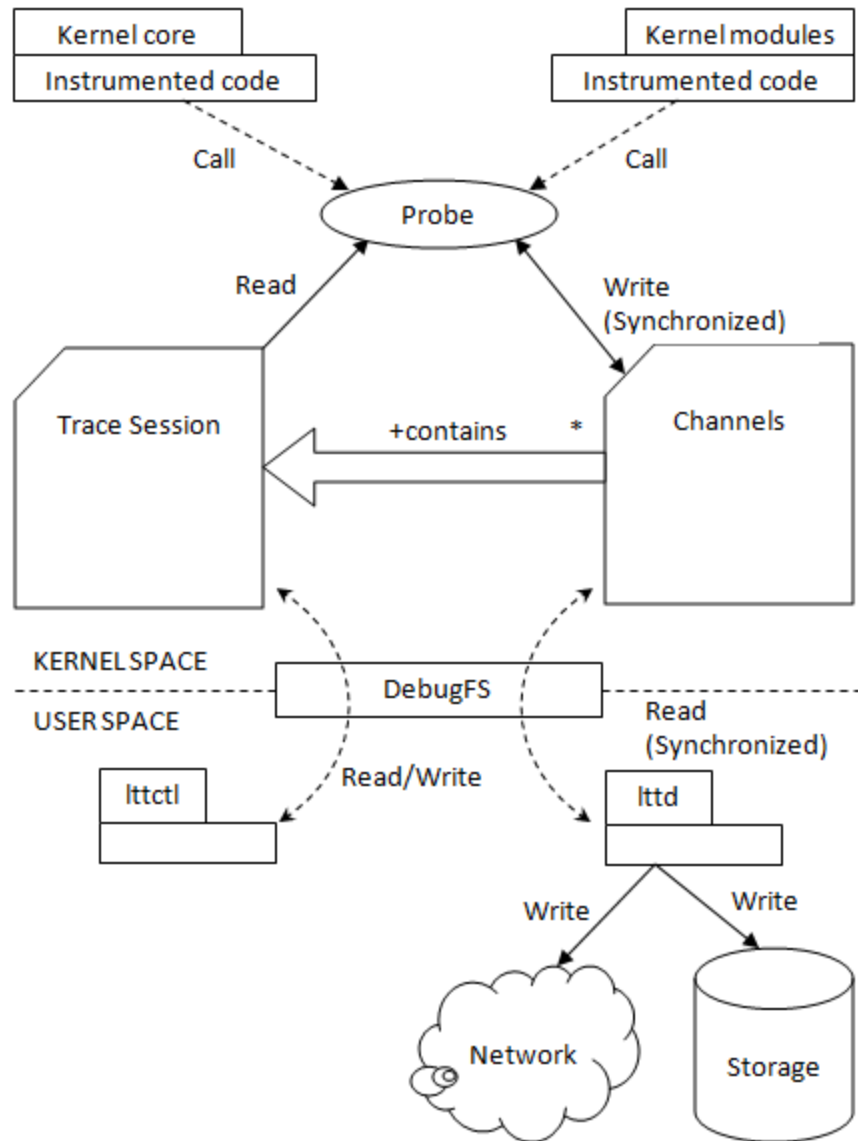 Kernel core
Kernel modules
Instrumented code
Instrumented code
Call
Call
Probe
Read
Write
(Synchronized)
Trace Session
+contains
*
Channels
KERNEL SPACE
DebugFS
USER SPACE
Read
(Synchronized)
Read/Write
lttctl
lttd
Write
Write
Network
Storage